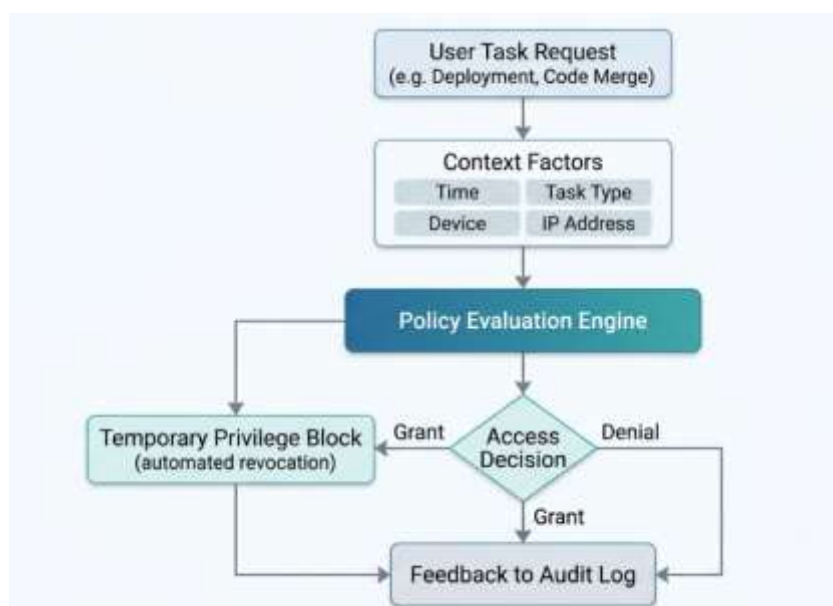 User Task Request
(e.g. Deployment, Code Merge)
Context Factors
Time
Task Type
Device
IP Address
Policy Evaluation Engine
Temporary Privilege Block
(automated revocation)
Grant
Access
Decision
Denial
Grant
Feedback to Audit Log